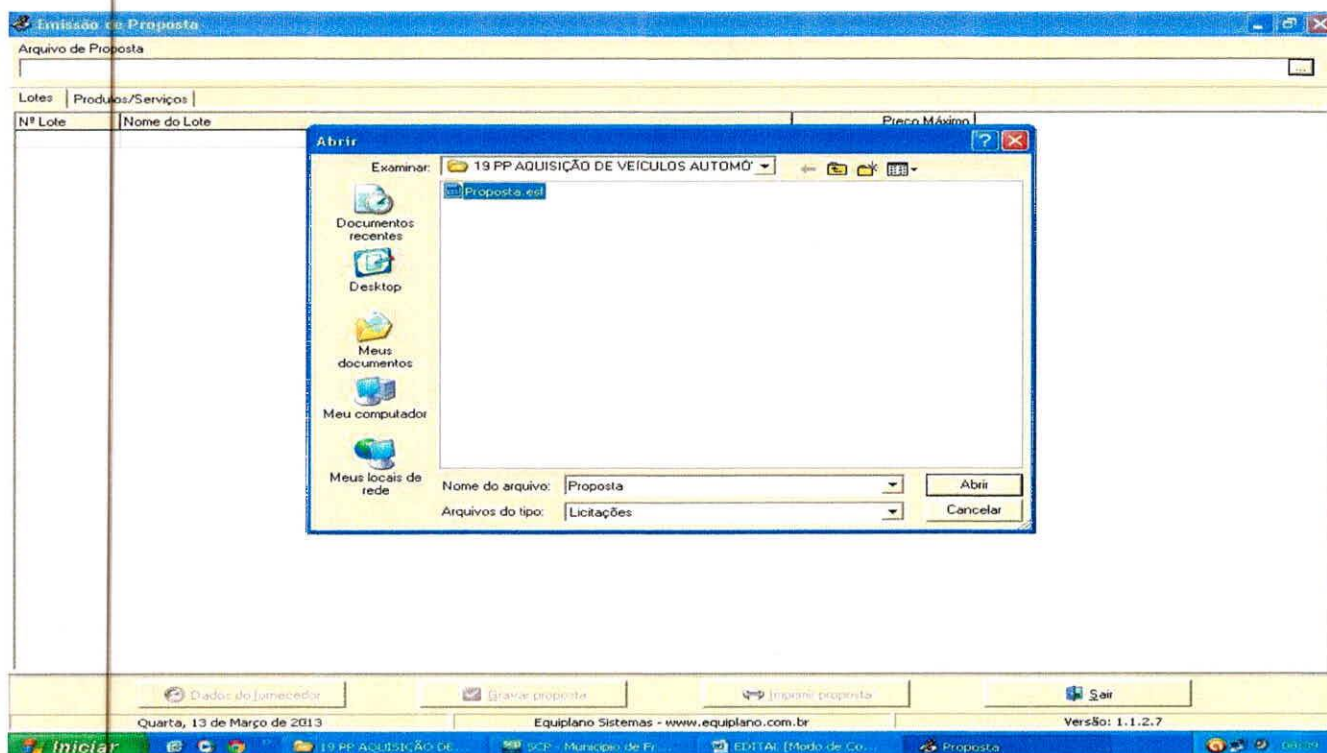 Emissão de Proposta
Arquivo de Proposta
...
Lotes Produtos/Serviços
Nº Lote Nome do Lote Preço Máximo
Abrir
Examinar: 19 PP AQUISIÇÃO DE VEÍCULOS AUTOMÓ
Proposta.esl
Documentos
recentes
Desktop
Meus
documentos
Meu computador
Meus locais de
rede
Nome do arquivo: Proposta Abrir
Arquivos do tipo: Licitações Cancelar
Dados do fornecedor Gravar proposta Imprimir proposta Sair
Quarta, 13 de Março de 2013 Equiplano Sistemas - www.equiplano.com.br Versão: 1.1.2.7
Iniciar 19 PP AQUISIÇÃO DE... SCP - Município de Fr... EDITAL [Modo de Co... Proposta